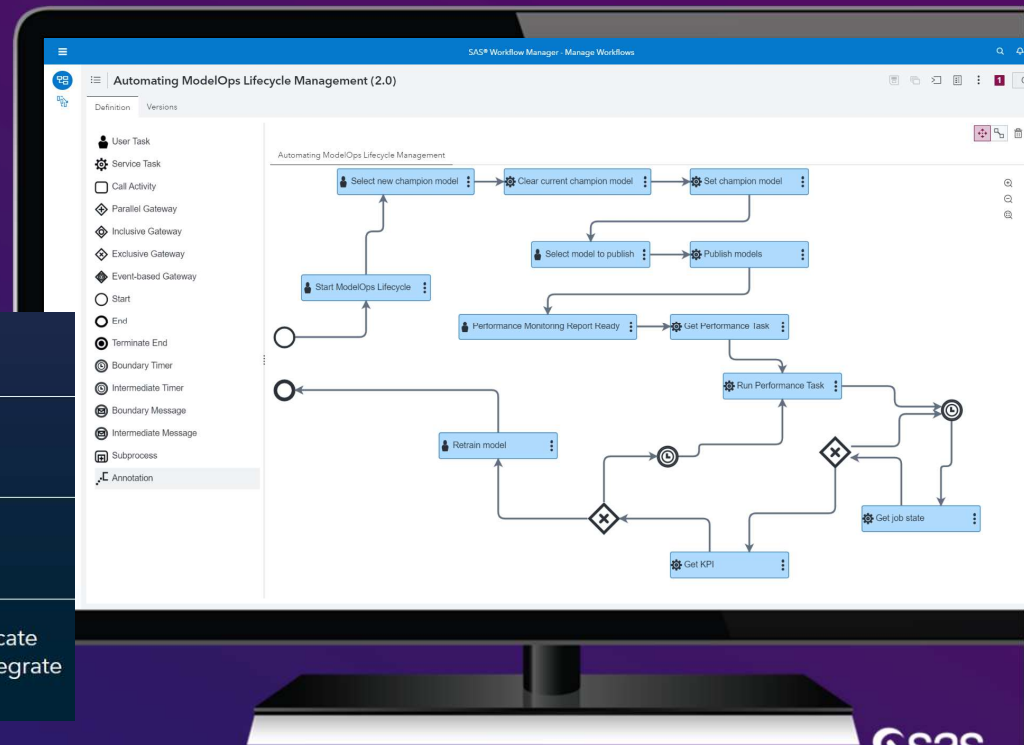 SAS® Workflow Manager - Manage Workflows
Automating ModelOps Lifecycle Management (2.0)
1
Definition
Versions
User Task
Service Task
Call Activity
Parallel Gateway
Inclusive Gateway
Exclusive Gateway
Event-based Gateway
Start
End
Terminate End
Boundary Timer
Intermediate Timer
Boundary Message
Intermediate Message
Subprocess
Annotation
Automating ModelOps Lifecycle Management
Select new champion model
Clear current champion model
Set champion model
Select model to publish
Publish models
Start ModelOps Lifecycle
Performance Monitoring Report Ready
Get Performance Task
Run Performance Task
Retrain model
Get job state
Get KPI
cate
egrate
sas